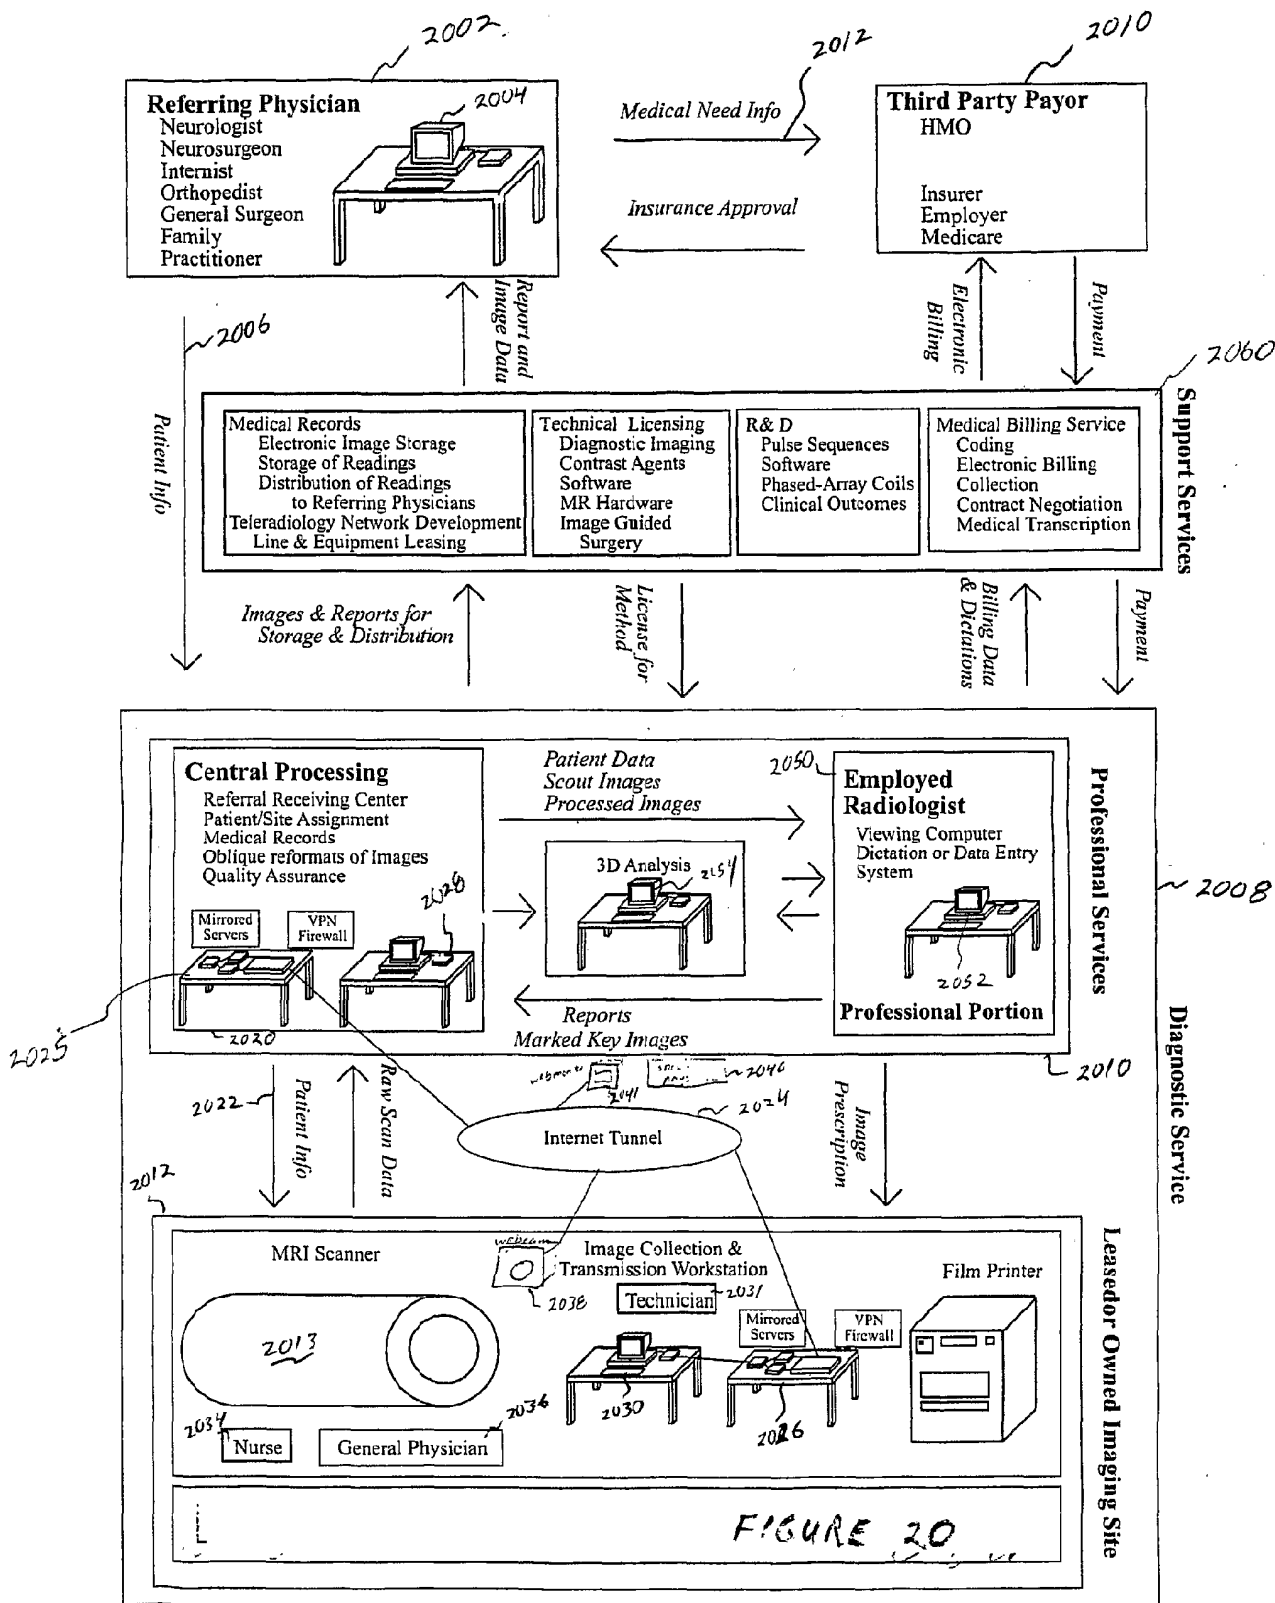 2002
2012
2010
Referring Physician
Neurologist
Neurosurgeon
Internist
Orthopedist
General Surgeon
Family
Practitioner
2004
Medical Need Info
Insurance Approval
Third Party Payor
HMO
Insurer
Employer
Medicare
2006
Patient Info
Report and
Image Data
Electronic
Billing
Payment
2060
Support Services
Medical Records
Electronic Image Storage
Storage of Readings
Distribution of Readings
to Referring Physicians
Teleradiology Network Development
Line & Equipment Leasing
Technical Licensing
Diagnostic Imaging
Contrast Agents
Software
MR Hardware
Image Guided
Surgery
R& D
Pulse Sequences
Software
Phased-Array Coils
Clinical Outcomes
Medical Billing Service
Coding
Electronic Billing
Collection
Contract Negotiation
Medical Transcription
Images & Reports for
Storage & Distribution
License for
Method
Billing Data
& Dictations
Payment
Central Processing
Referral Receiving Center
Patient/Site Assignment
Medical Records
Oblique reformats of Images
Quality Assurance
2028
Mirrored
Servers
VPN
Firewall
2020
2025
Patient Data
Scout Images
Processed Images
3D Analysis
2054
Reports
Marked Key Images
2050
Employed
Radiologist
Viewing Computer
Dictation or Data Entry
System
2052
Professional Portion
Professional Services
2008
Diagnostic Service
2010
2022
Patient Info
Raw Scan Data
2041
2040
2024
Internet Tunnel
Image
Prescription
2012
MRI Scanner
2013
webcam
2038
Image Collection &
Transmission Workstation
Technician
2031
Mirrored
Servers
VPN
Firewall
Film Printer
2030
2026
2034
Nurse
2036
General Physician
Leasedor Owned Imaging Site
FIGURE 20